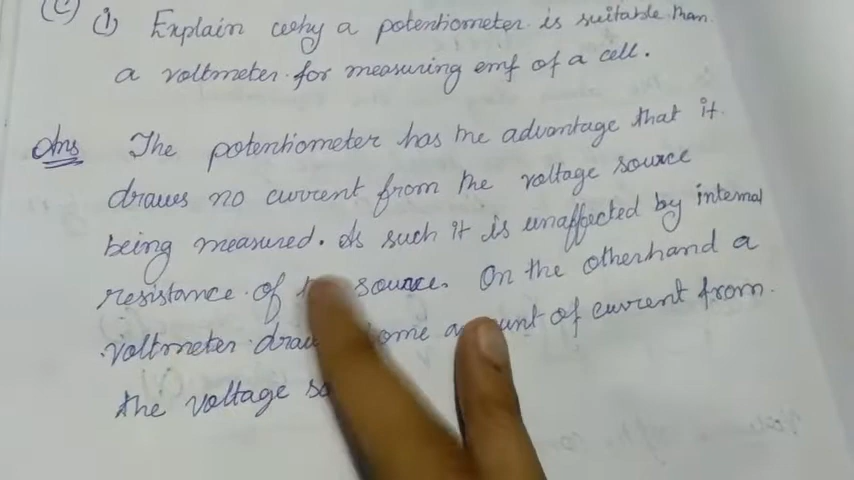 (C) (i) Explain why a potentiometer is suitable than
a voltmeter for measuring emf of a cell.
Ans The potentiometer has the advantage that it
draws no current from the voltage source
being measured. As such it is unaffected by internal
resistance of source. On the otherhand a
voltmeter some of current from
the voltage